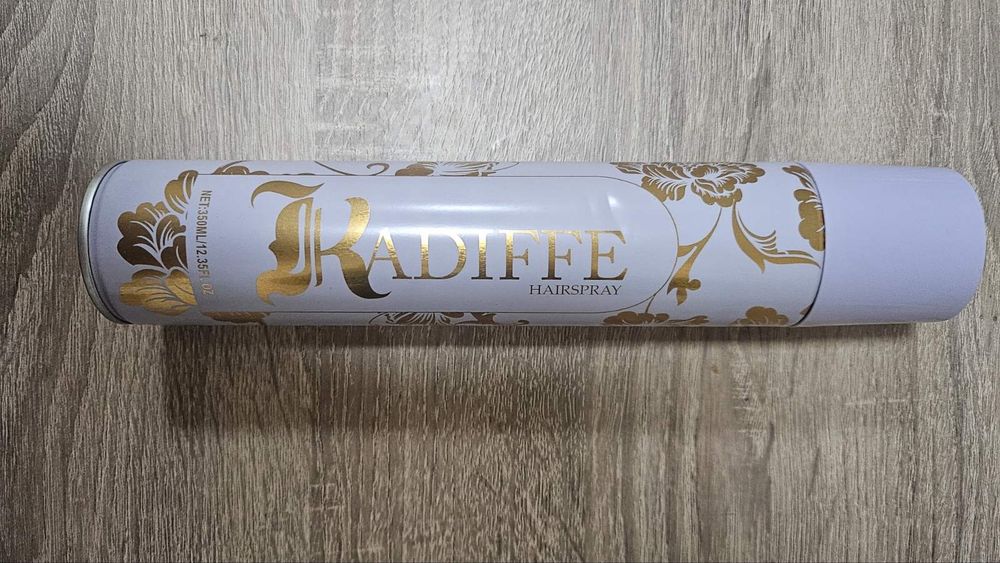 KADIFFE
HAIRSPRAY
NET:350ML/12.35FL OZ